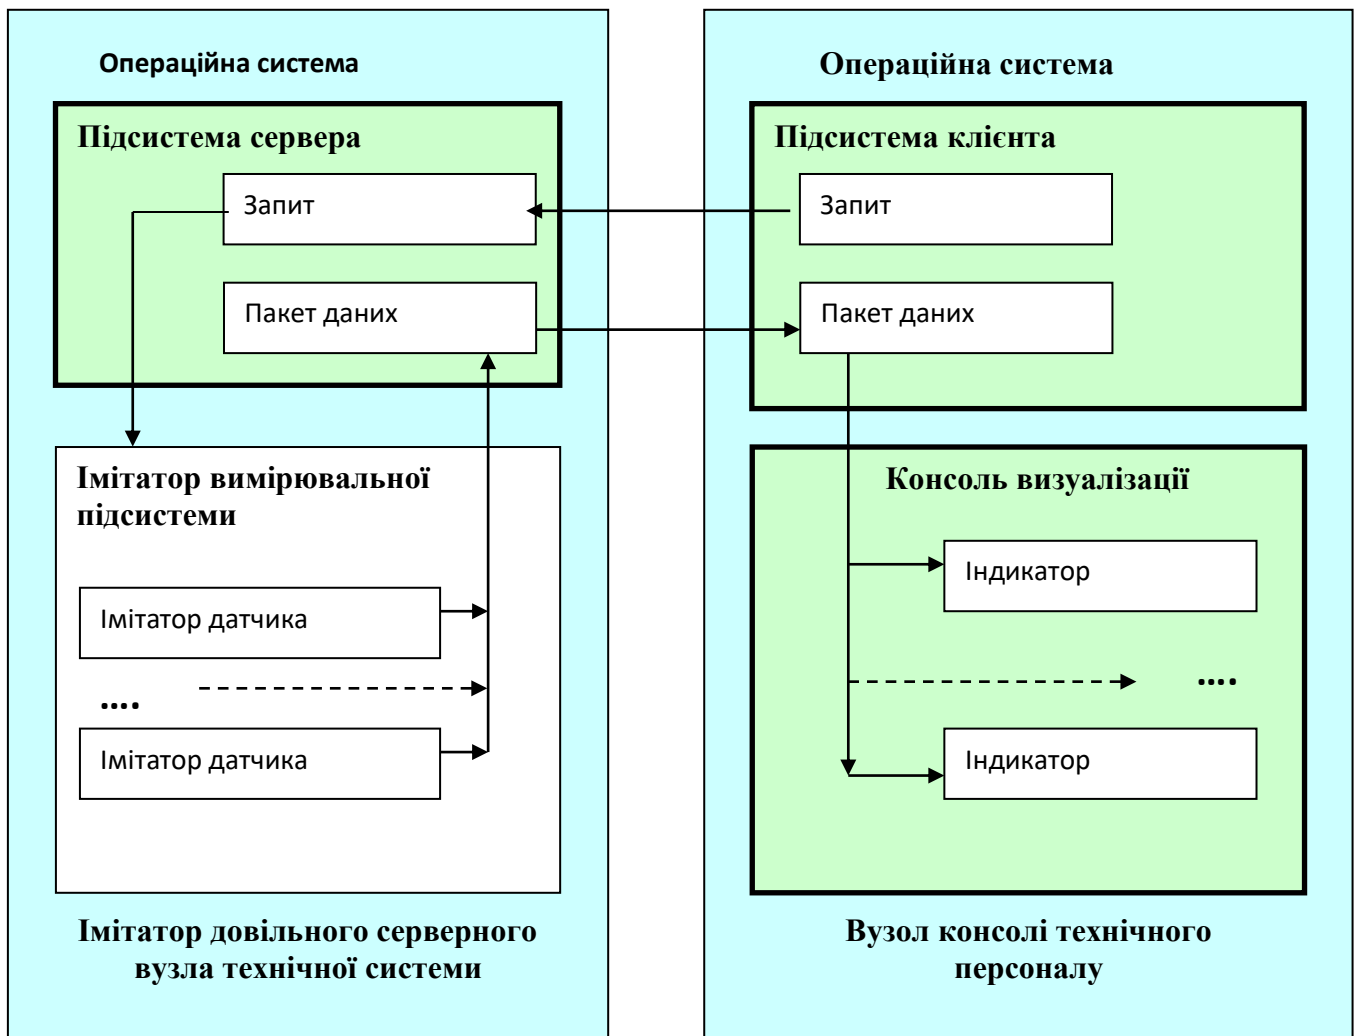 Операційна система
Підсистема сервера
Запит
Пакет даних
Імітатор вимірювальної
підсистеми
Імітатор датчика
....
Імітатор датчика
Імітатор довільного серверного
вузла технічної системи
Операційна система
Підсистема клієнта
Запит
Пакет даних
Консоль визуалізації
Індикатор
....
Індикатор
Вузол консолі технічного
персоналу